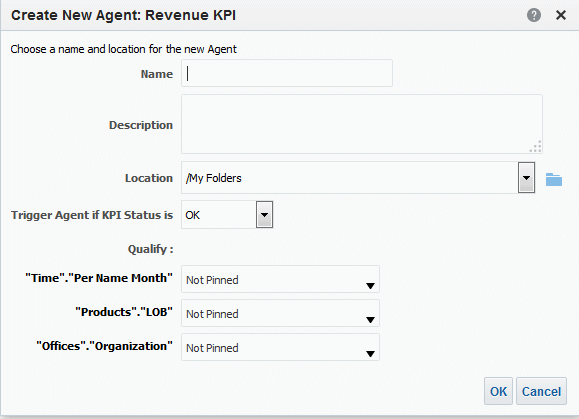 Create New Agent: Revenue KPI
Choose a name and location for the new Agent
Name
Description
Location /My Folders
Trigger Agent if KPI Status is OK
Qualify :
"Time"."Per Name Month" Not Pinned
"Products"."LOB" Not Pinned
"Offices"."Organization" Not Pinned
OK Cancel